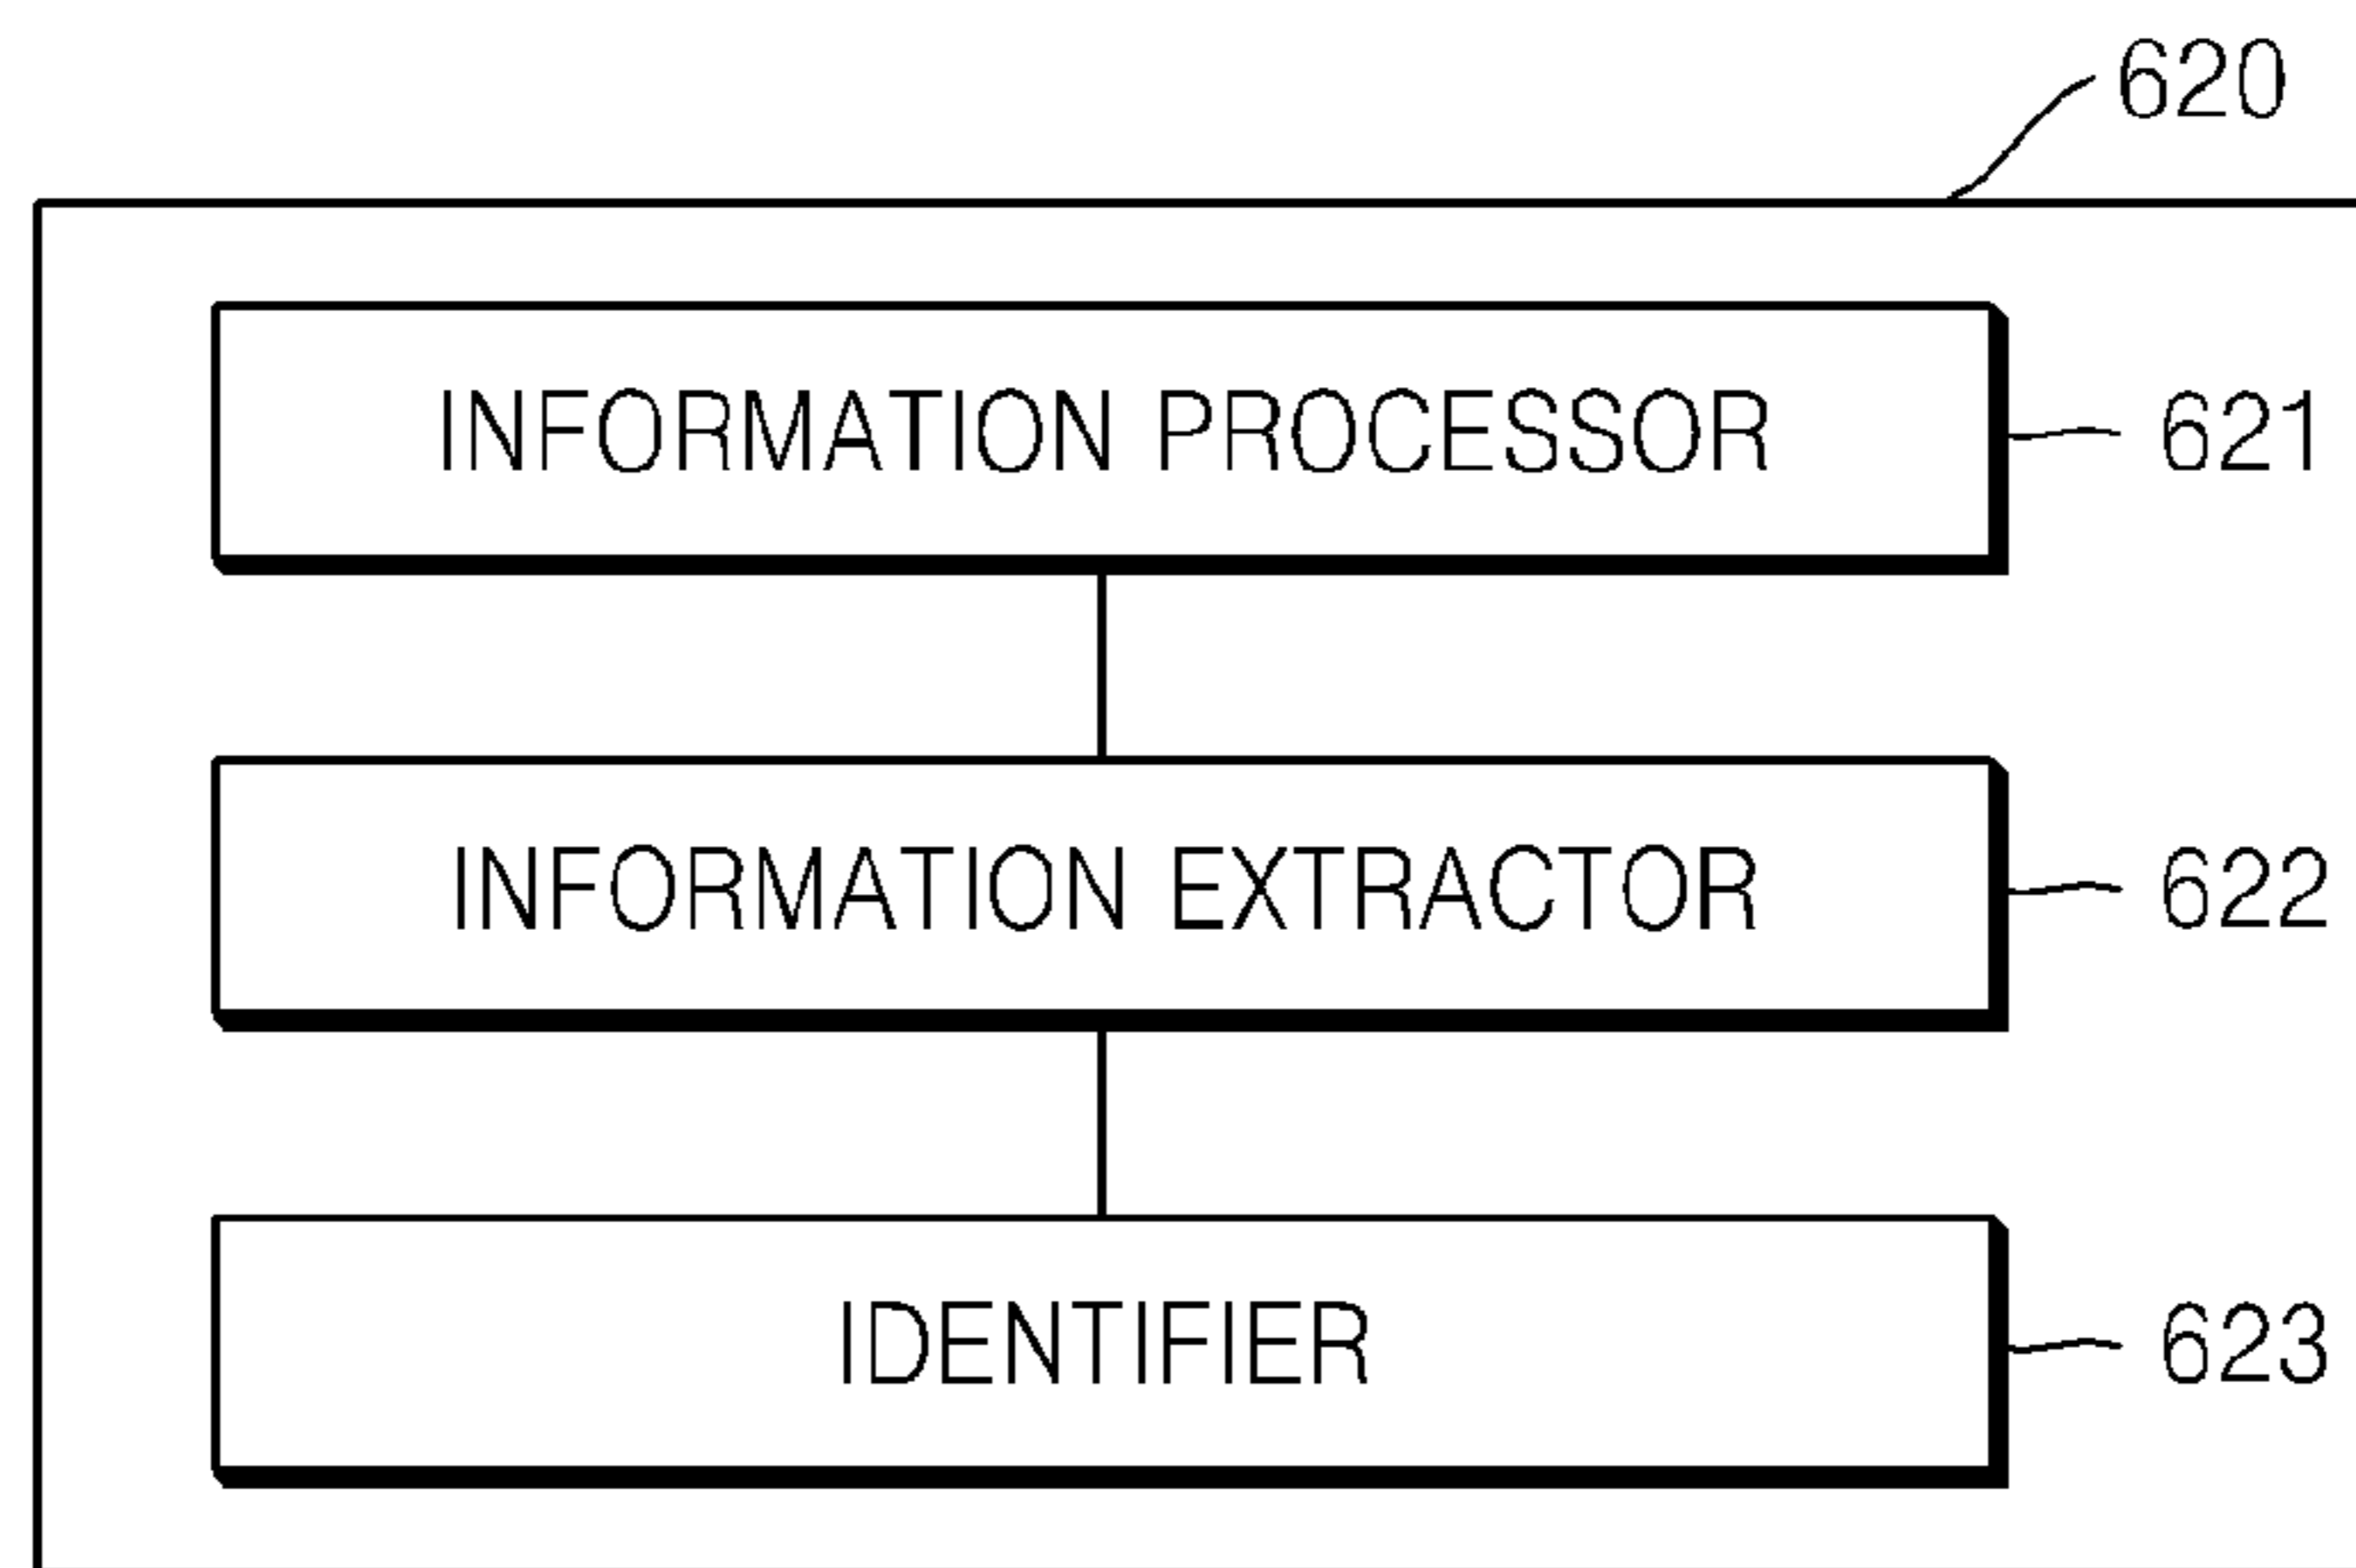 620
INFORMATION PROCESSOR 621
INFORMATION EXTRACTOR 622
IDENTIFIER 623